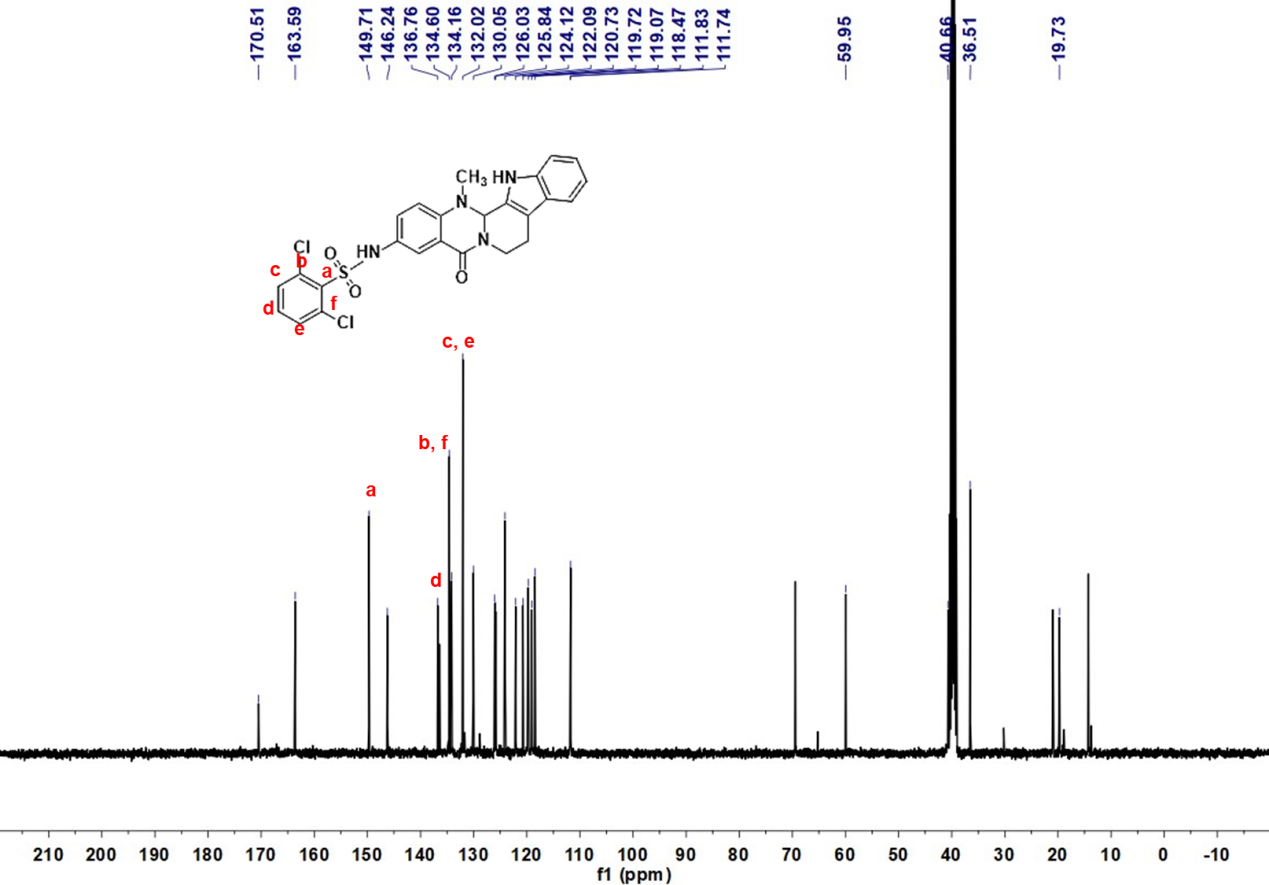 170.51
163.59
149.71
146.24
136.76
134.60
134.16
132.02
130.05
126.03
125.84
124.12
122.09
120.73
119.72
119.07
118.47
111.83
111.74
59.95
40.66
36.51
19.73
CH3
HN
N
N
O
HN
O
S
O
Cl
Cl
a
b
c
d
e
f
c, e
b, f
a
d
210 200 190 180 170 160 150 140 130 120 110 100 90 80 70 60 50 40 30 20 10 0 -10
f1 (ppm)